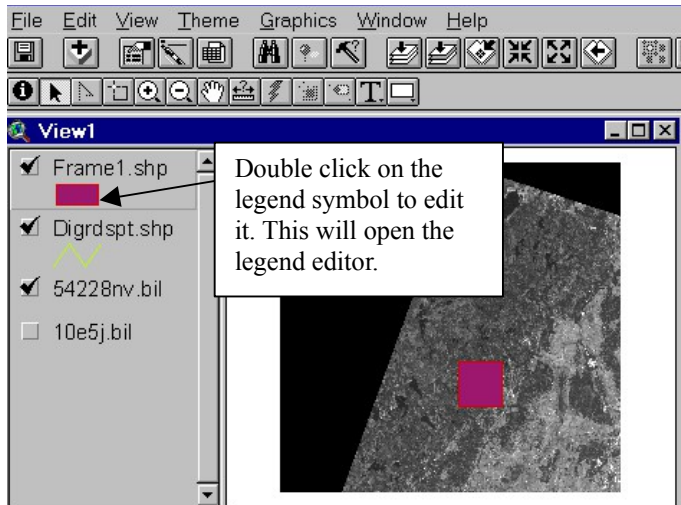 File Edit View Theme Graphics Window Help
View1
Frame1.shp
Digrdspt.shp
54228nv.bil
10e5j.bil
Double click on the
legend symbol to edit
it. This will open the
legend editor.